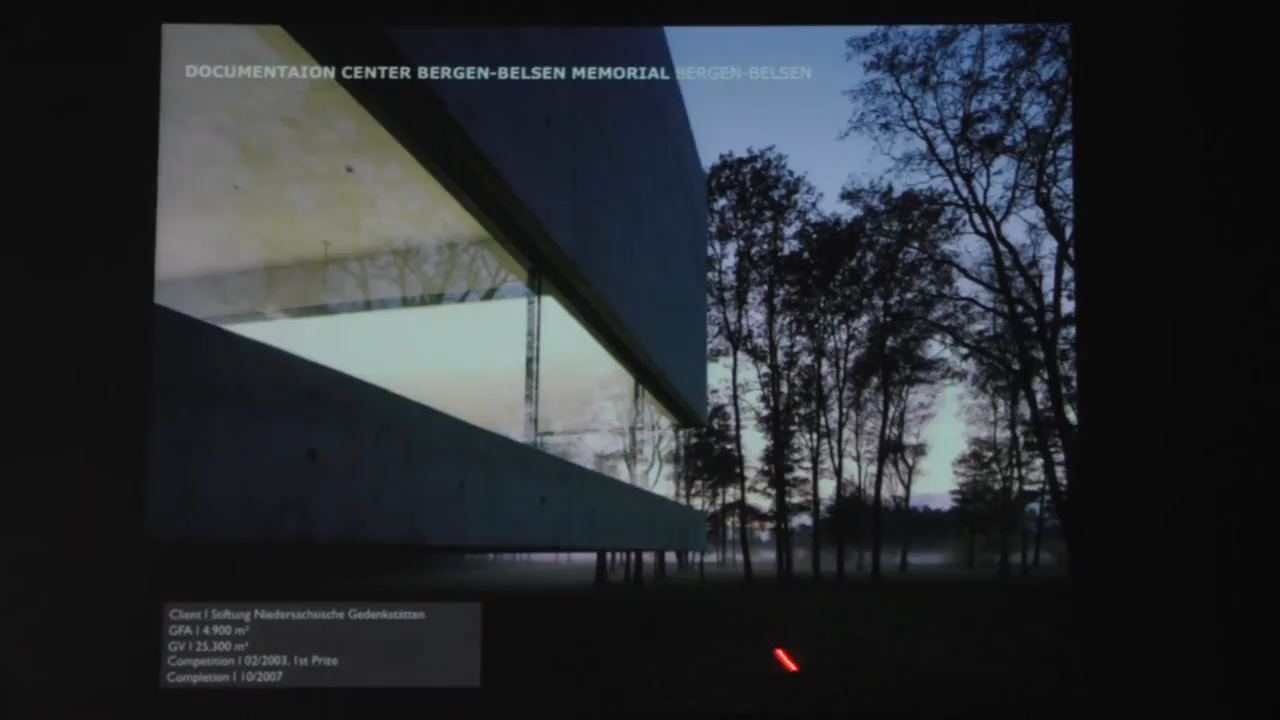 DOCUMENTAION CENTER BERGEN-BELSEN MEMORIAL BERGEN-BELSEN
Client I Stiftung Niedersächsische Gedenkstätten
GFA I 4.900 m²
GV I 25.300 m³
Competition I 02/2003, 1st Prize
Completion I 10/2007